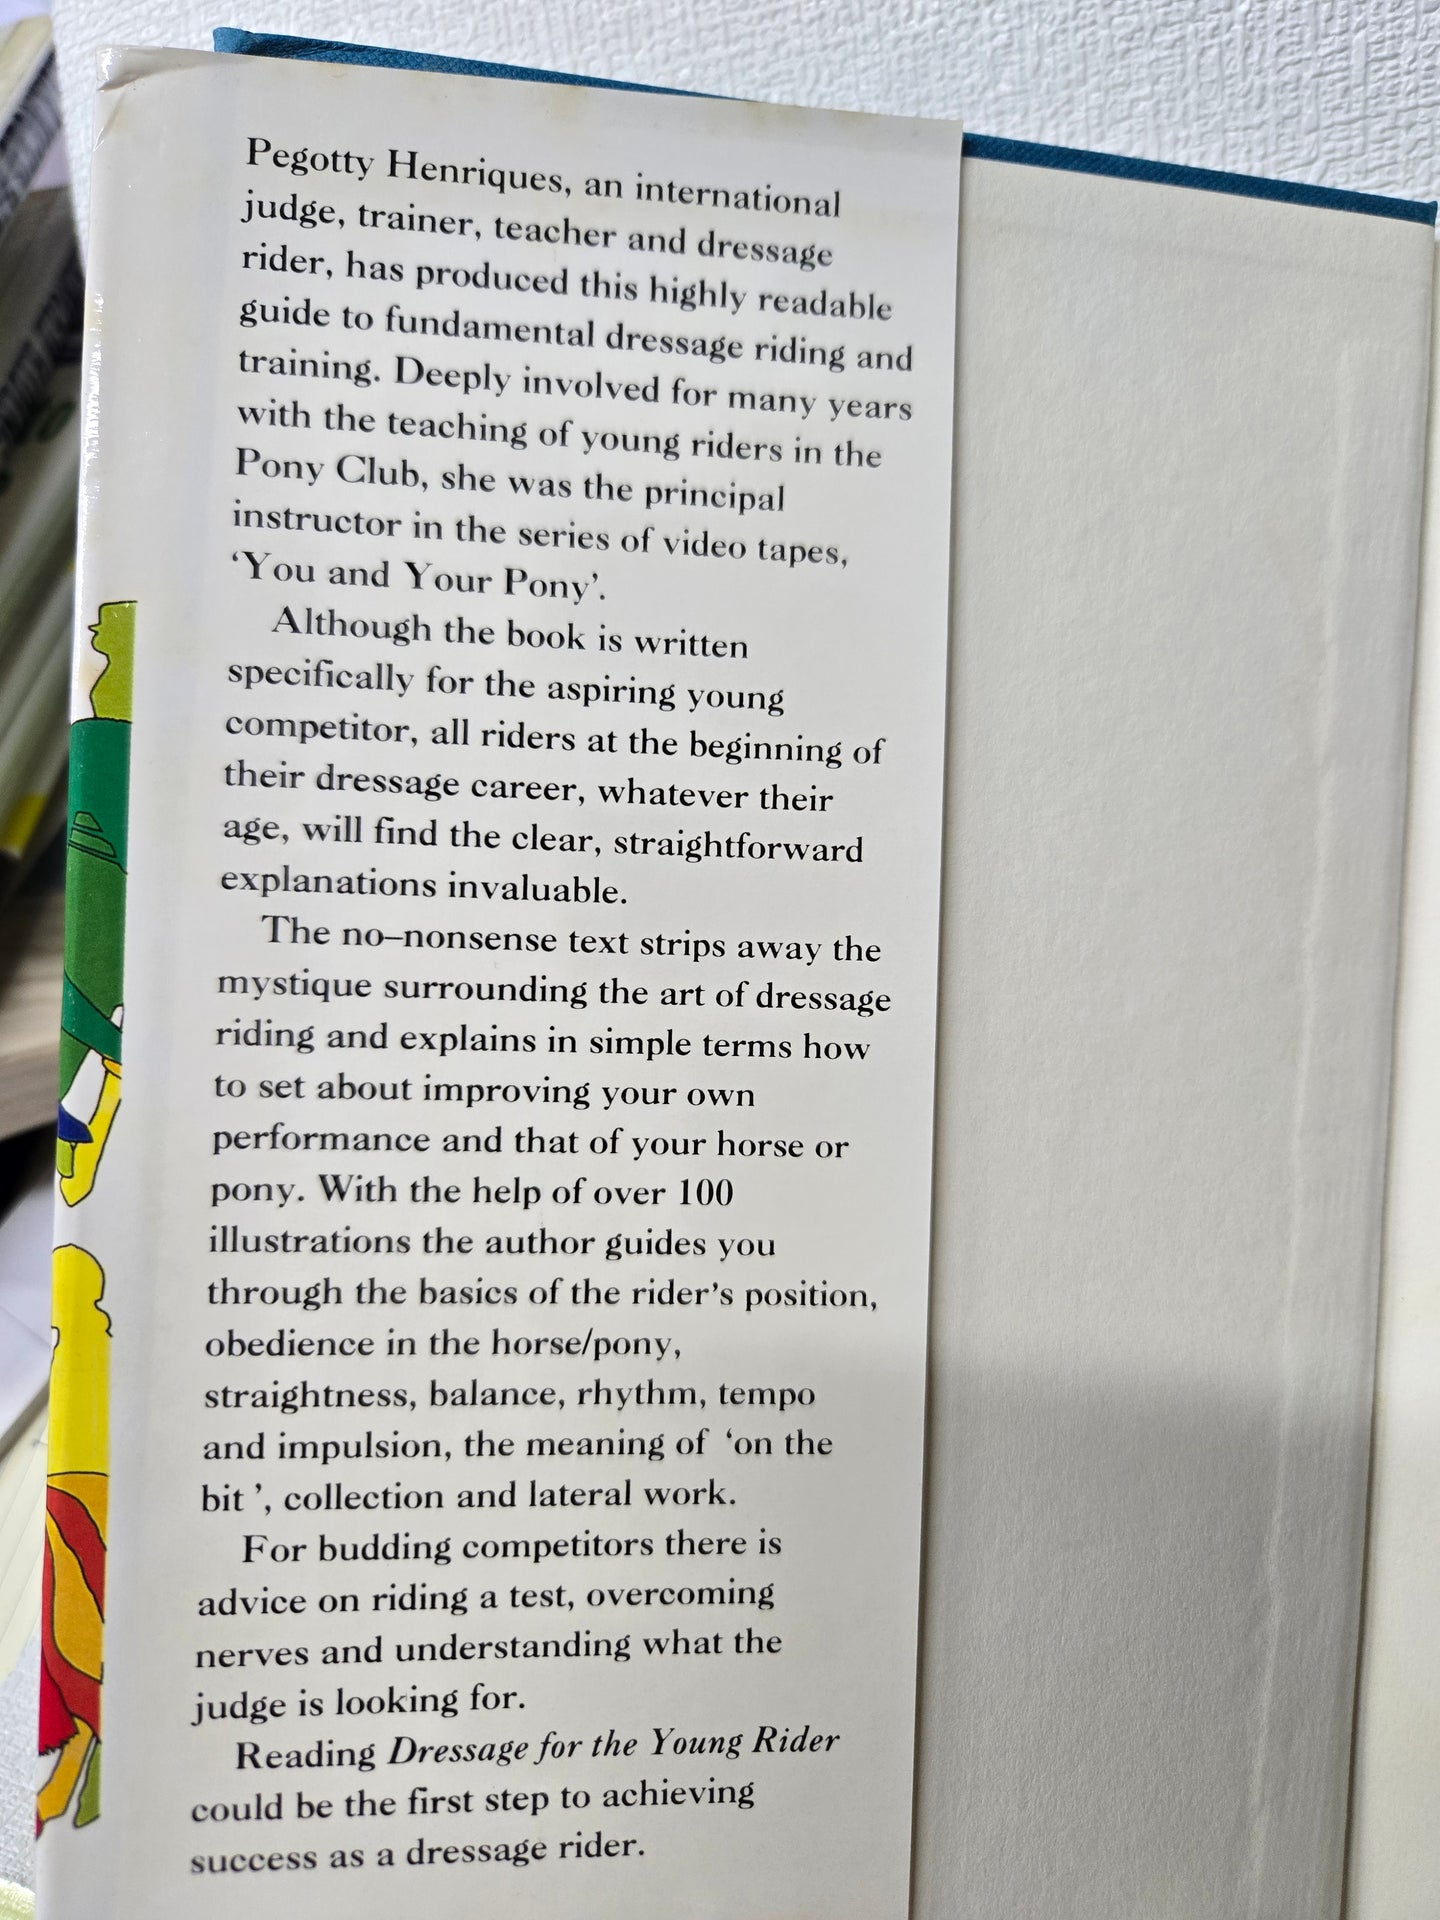 Pegotty Henriques, an international
judge, trainer, teacher and dressage
rider, has produced this highly readable
guide to fundamental dressage riding and
training. Deeply involved for many years
with the teaching of young riders in the
Pony Club, she was the principal
instructor in the series of video tapes,
‘You and Your Pony’.
Although the book is written
specifically for the aspiring young
competitor, all riders at the beginning of
their dressage career, whatever their
age, will find the clear, straightforward
explanations invaluable.
The no–nonsense text strips away the
mystique surrounding the art of dressage
riding and explains in simple terms how
to set about improving your own
performance and that of your horse or
pony. With the help of over 100
illustrations the author guides you
through the basics of the rider’s position,
obedience in the horse/pony,
straightness, balance, rhythm, tempo
and impulsion, the meaning of ‘on the
bit ’, collection and lateral work.
For budding competitors there is
advice on riding a test, overcoming
nerves and understanding what the
judge is looking for.
Reading Dressage for the Young Rider
could be the first step to achieving
success as a dressage rider.